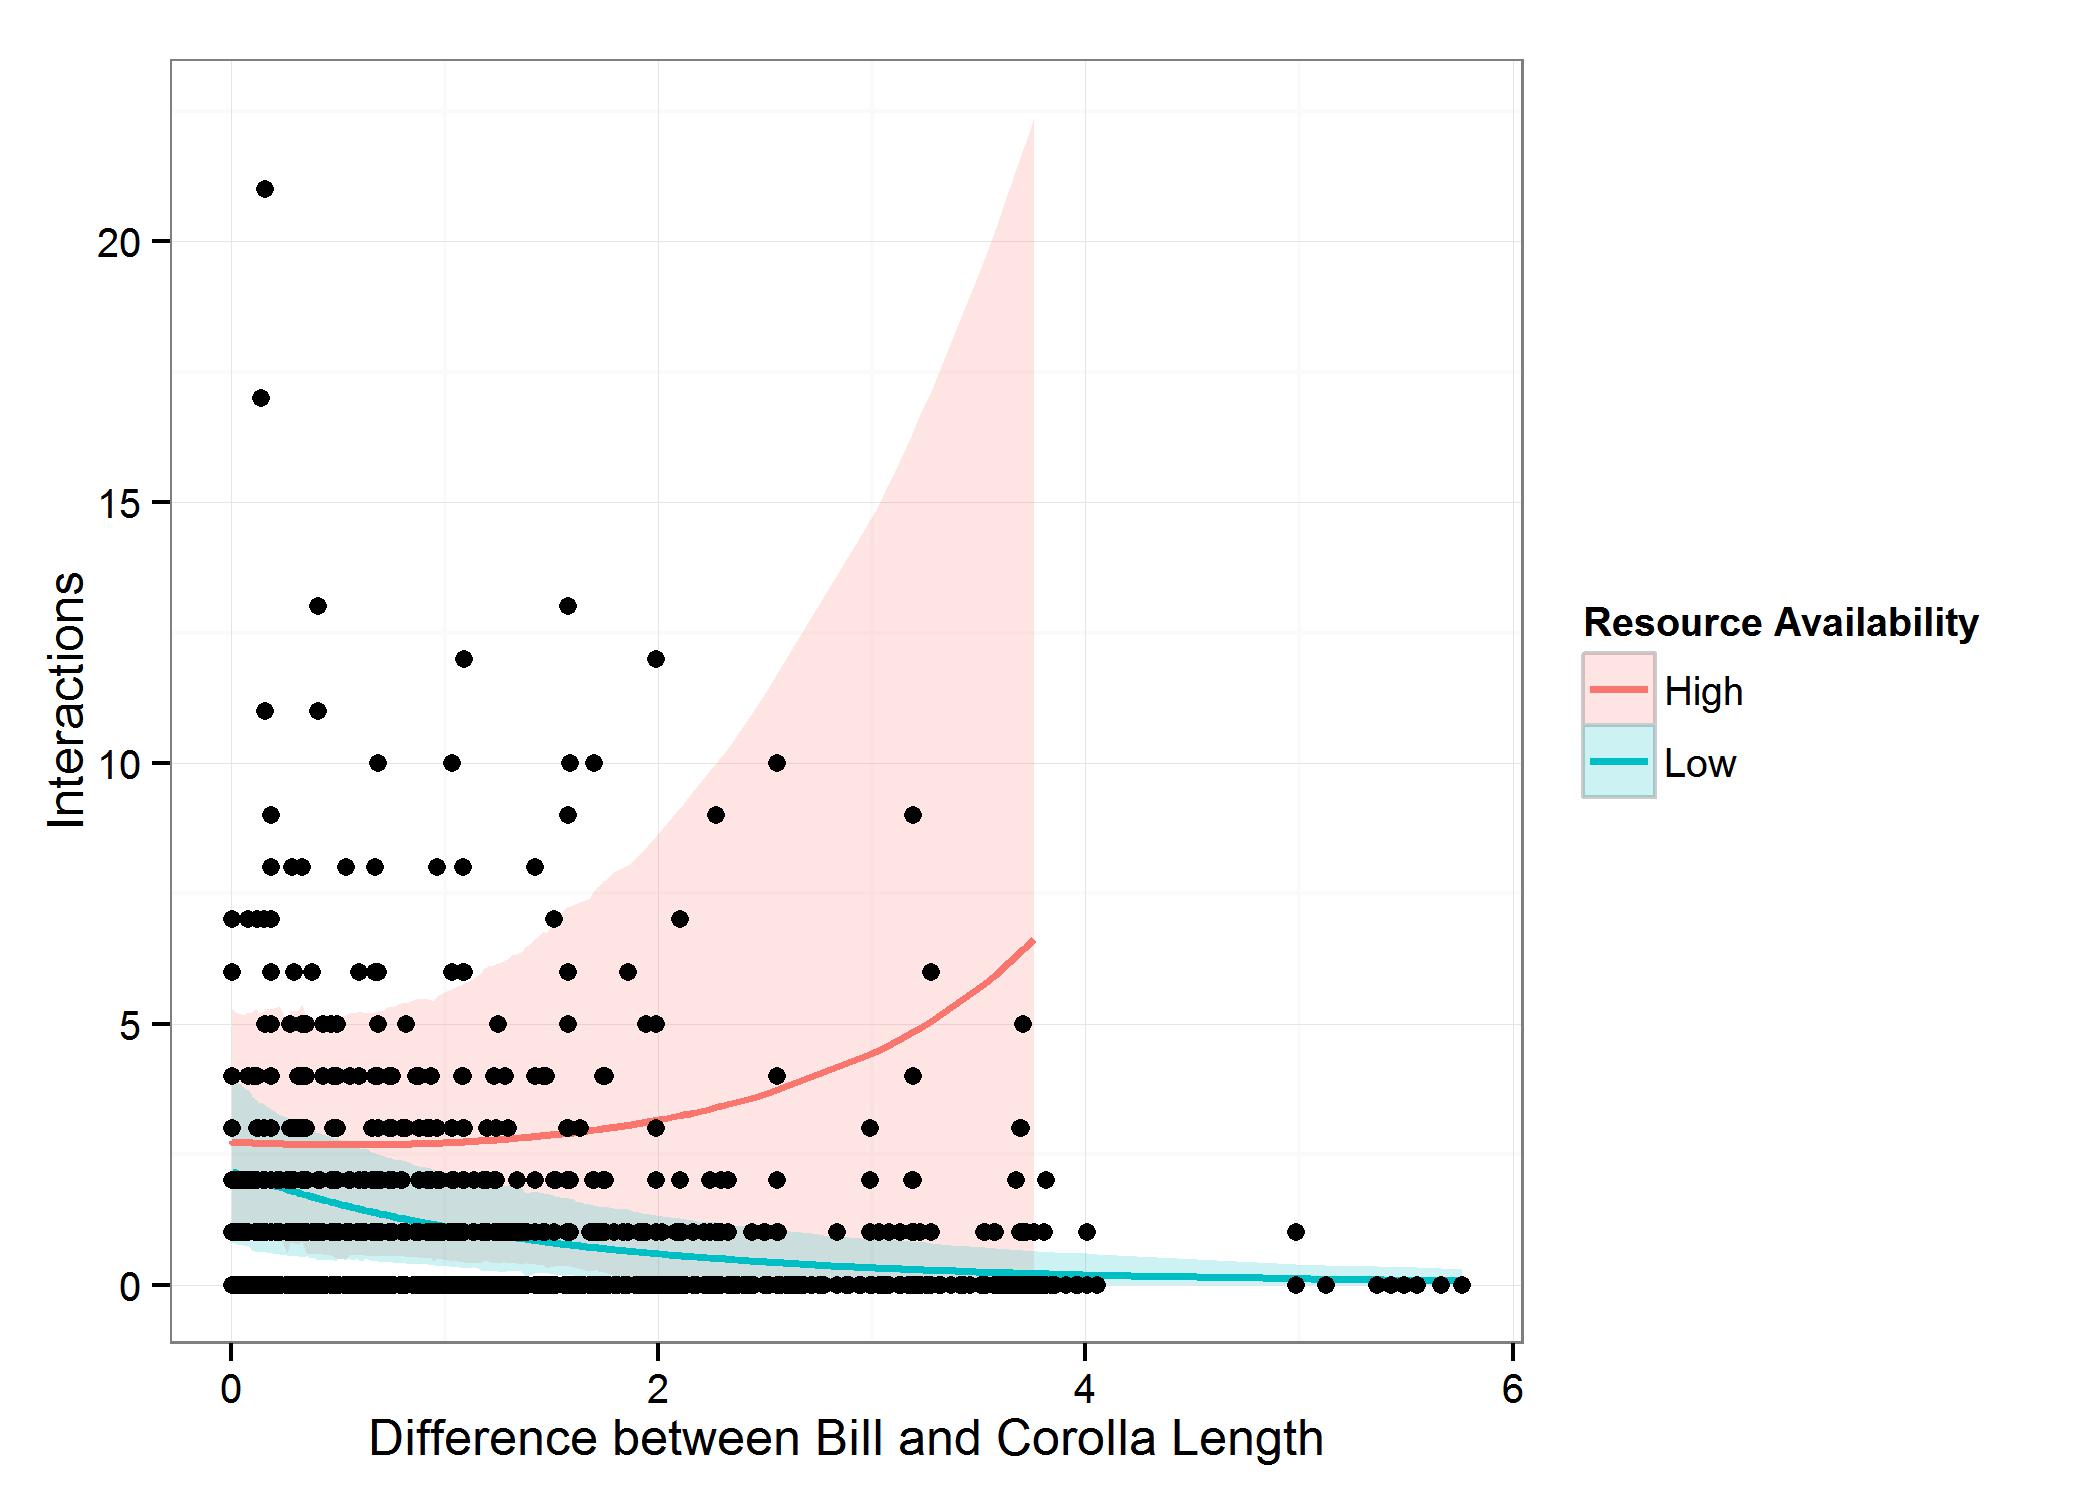 20
15
10
5
0
Interactions
0 2 4 6
Difference between Bill and Corolla Length
Resource Availability
High
Low